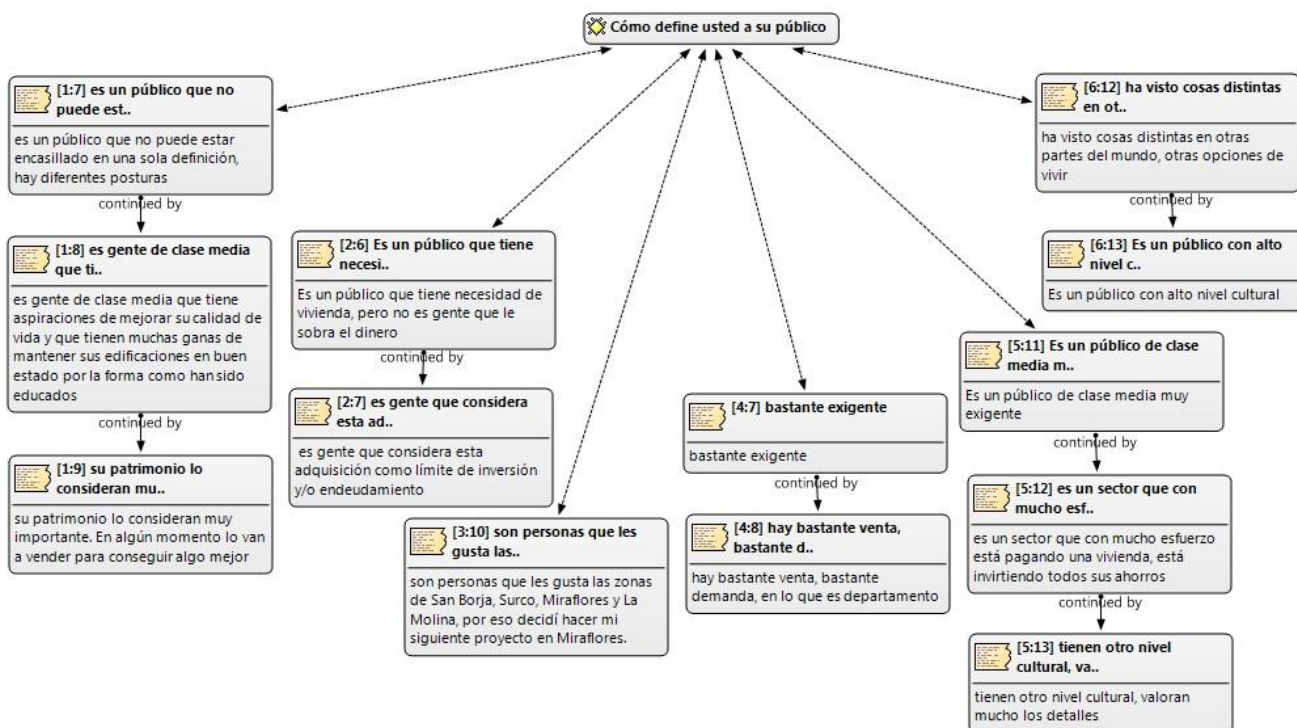 Cómo define usted a su público
[1:7] es un público que no
puede est..
es un público que no puede estar
encasillado en una sola definición,
hay diferentes posturas
continued by
[1:8] es gente de clase media
que ti..
es gente de clase media que tiene
aspiraciones de mejorar su calidad de
vida y que tienen muchas ganas de
mantener sus edificaciones en buen
estado por la forma como han sido
educados
continued by
[1:9] su patrimonio lo
consideran mu..
su patrimonio lo consideran muy
importante. En algún momento lo van
a vender para conseguir algo mejor
[2:6] Es un público que tiene
necesi..
Es un público que tiene necesidad de
vivienda, pero no es gente que le
sobra el dinero
continued by
[2:7] es gente que considera
esta ad..
es gente que considera esta
adquisición como límite de inversión
y/o endeudamiento
[3:10] son personas que les
gusta las..
son personas que les gusta las zonas
de San Borja, Surco, Miraflores y La
Molina, por eso decidí hacer mi
siguiente proyecto en Miraflores.
[4:7] bastante exigente
bastante exigente
continued by
[4:8] hay bastante venta,
bastante d..
hay bastante venta, bastante
demanda, en lo que es departamento
[5:11] Es un público de clase
media m..
Es un público de clase media muy
exigente
continued by
[5:12] es un sector que con
mucho esf..
es un sector que con mucho esfuerzo
está pagando una vivienda, está
invirtiendo todos sus ahorros
continued by
[5:13] tienen otro nivel
cultural, va..
tienen otro nivel cultural, valoran
mucho los detalles
[6:12] ha visto cosas distintas
en ot..
ha visto cosas distintas en otras
partes del mundo, otras opciones de
vivir
continued by
[6:13] Es un público con alto
nivel c..
Es un público con alto nivel cultural